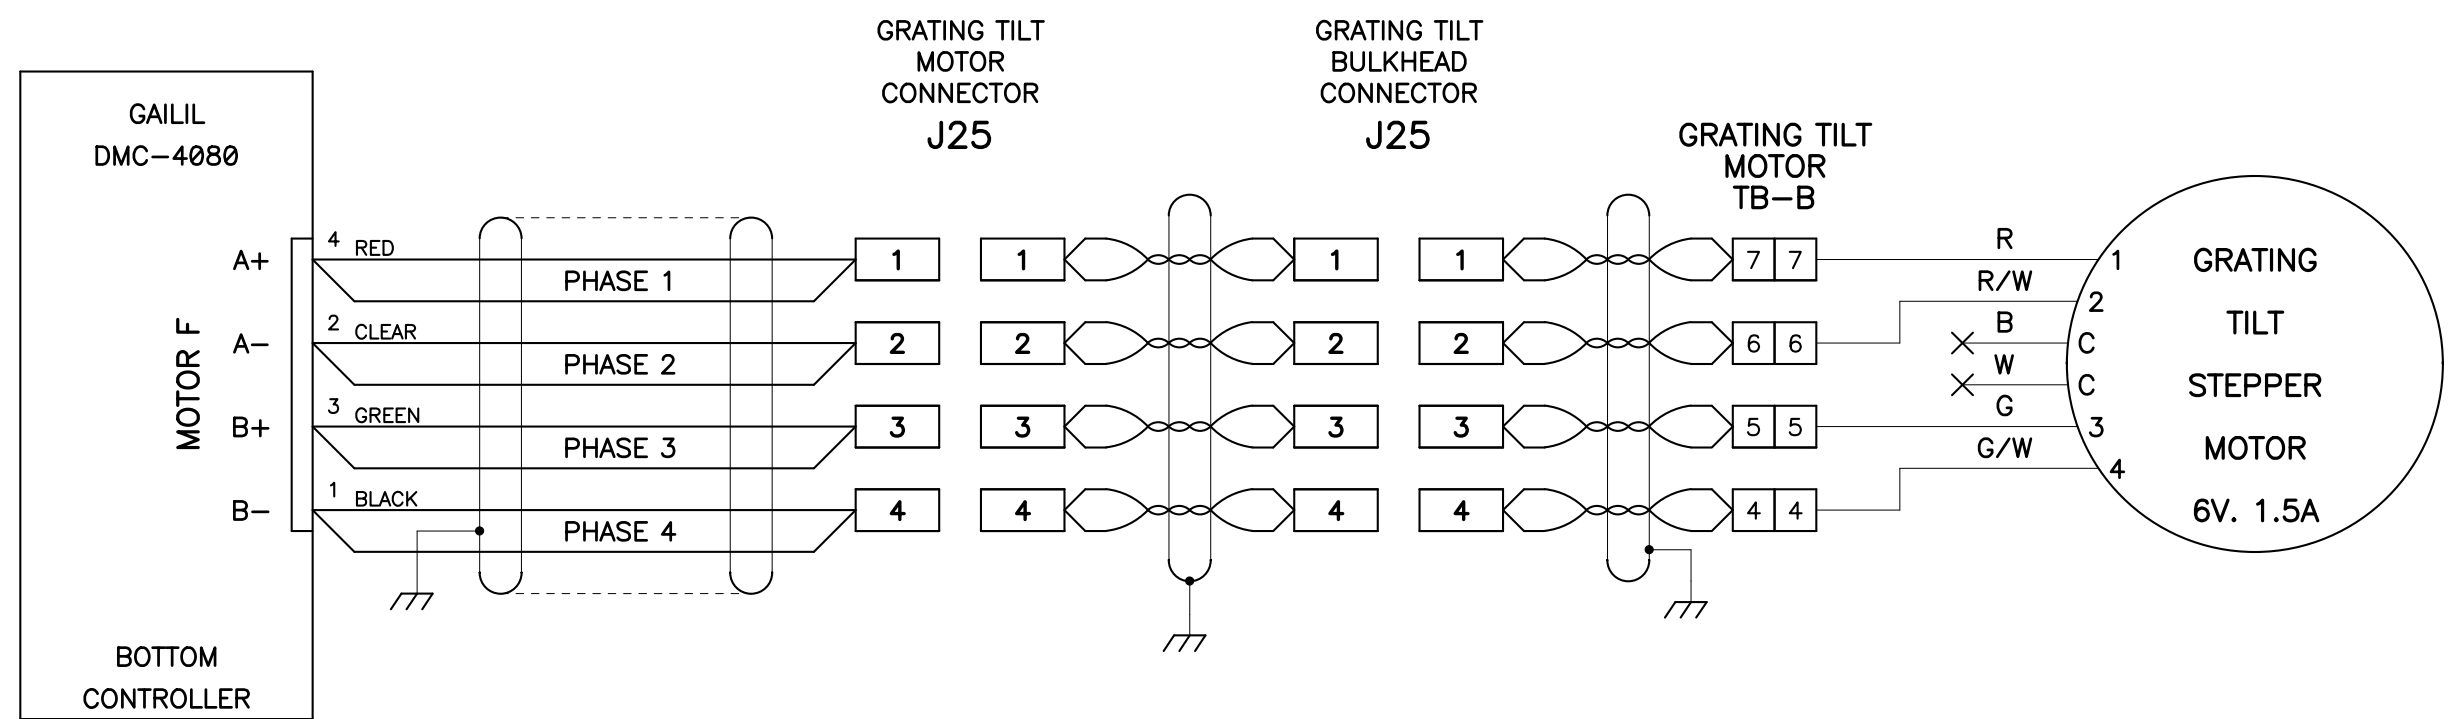 GRATING TILT
MOTOR
CONNECTOR
J25
GRATING TILT
BULKHEAD
CONNECTOR
J25
GRATING TILT
MOTOR
TB-B
GAILIL
DMC-4080
MOTOR F
A+
4 RED
PHASE 1
A-
2 CLEAR
PHASE 2
B+
3 GREEN
PHASE 3
B-
1 BLACK
PHASE 4
BOTTOM
CONTROLLER
1 1 1 1 7 7
2 2 2 2 6 6
3 3 3 3 5 5
4 4 4 4 4 4
R 1
R/W 2
B C
W C
G 3
G/W 4
GRATING
TILT
STEPPER
MOTOR
6V. 1.5A